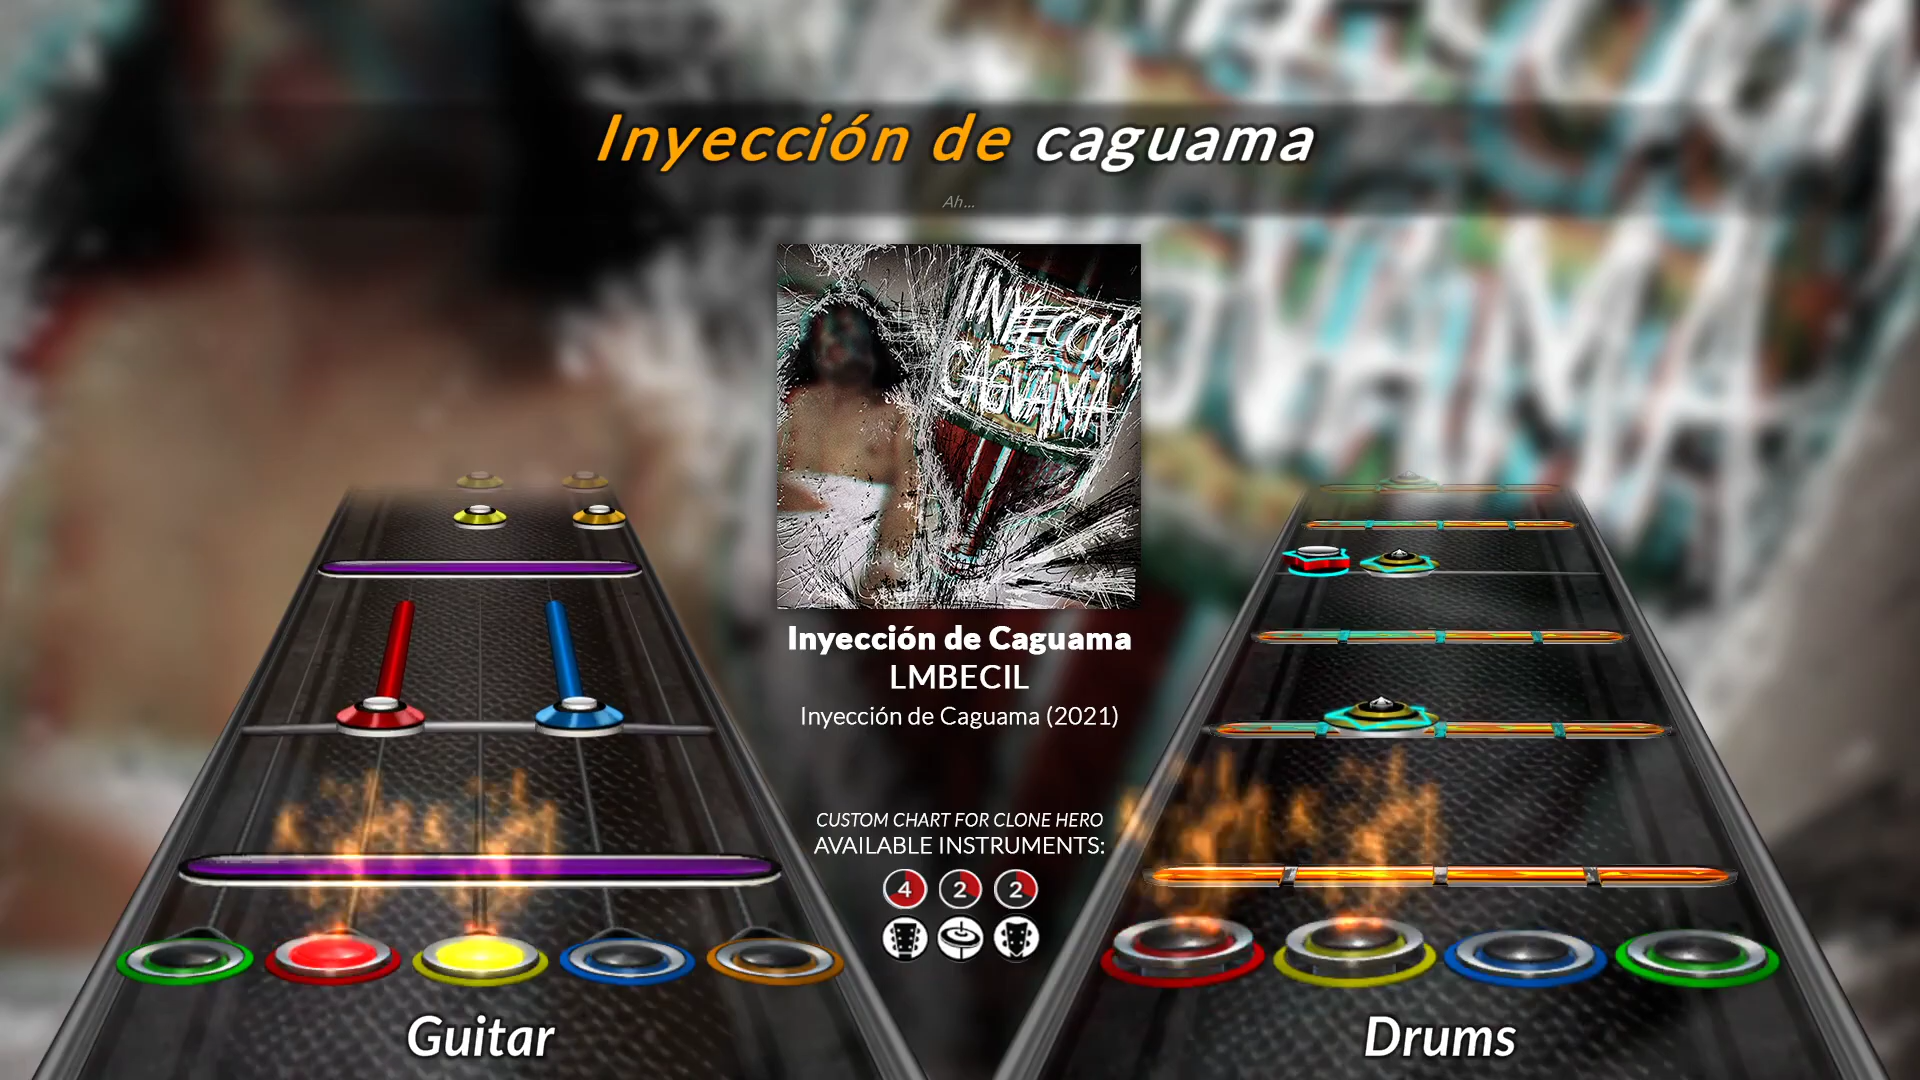 Inyección de caguama
Ah...
INYECCIÓN
CAGUAMA
Inyección de Caguama
LMBECIL
Inyección de Caguama (2021)
CUSTOM CHART FOR CLONE HERO
AVAILABLE INSTRUMENTS:
4 2 2
Guitar
Drums